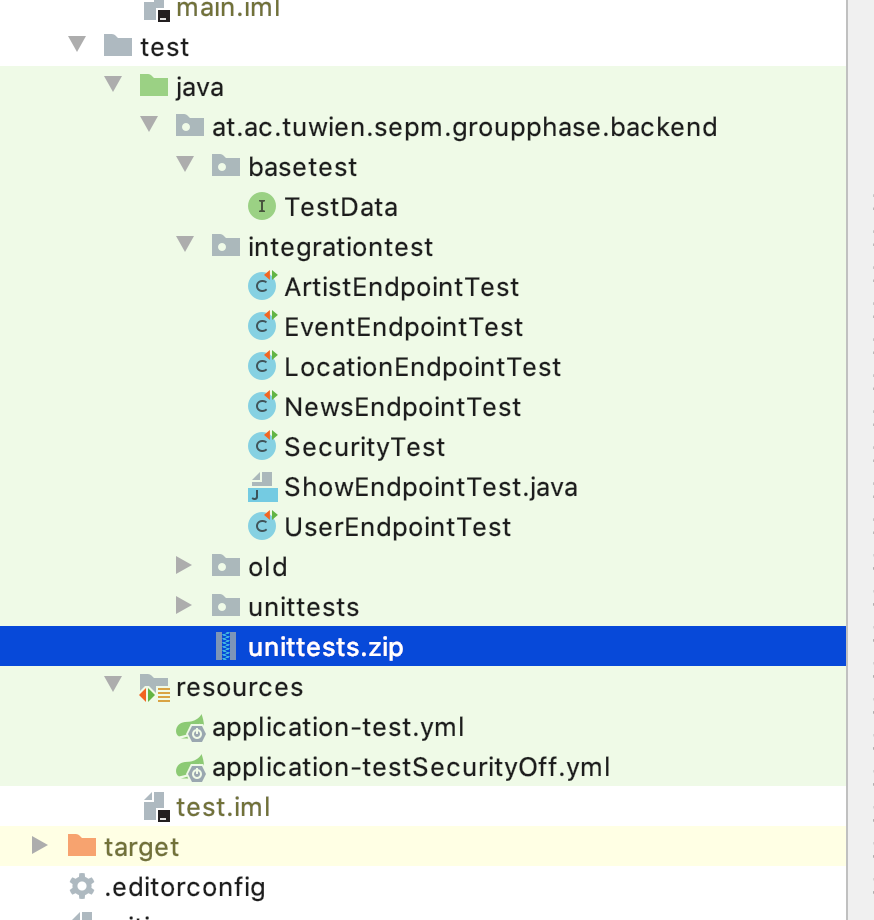 main.iml
test
java
at.ac.tuwien.sepm.groupphase.backend
basetest
I TestData
integrationtest
C ArtistEndpointTest
C EventEndpointTest
C LocationEndpointTest
C NewsEndpointTest
C SecurityTest
J ShowEndpointTest.java
C UserEndpointTest
old
unittests
unittests.zip
resources
application-test.yml
application-testSecurityOff.yml
test.iml
target
.editorconfig